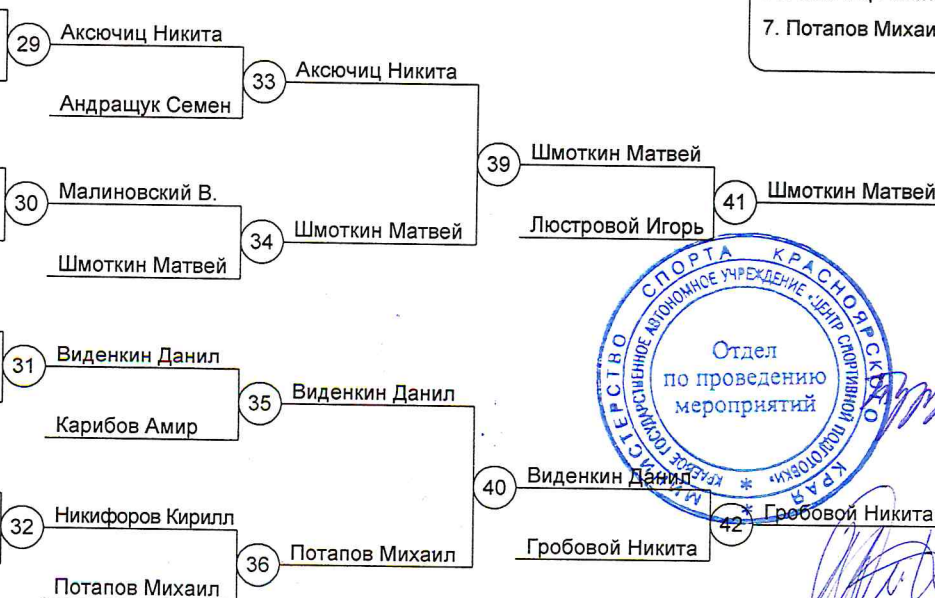 7. Потапов Михаи
29
Аксючиц Никита
33
Аксючиц Никита
Андращук Семен
39
Шмоткин Матвей
30
Малиновский В.
41
Шмоткин Матвей
34
Шмоткин Матвей
Люстровой Игорь
Шмоткин Матвей
МИНИСТЕРСТВО СПОРТА КРАСНОЯРСКОГО КРАЯ
КРАЕВОЕ ГОСУДАРСТВЕННОЕ АВТОНОМНОЕ УЧРЕЖДЕНИЕ «ЦЕНТР СПОРТИВНОЙ ПОДГОТОВКИ»
Отдел
по проведению
мероприятий
31
Виденкин Данил
35
Виденкин Данил
Карибов Амир
40
Виденкин Данил
32
Никифоров Кирилл
42
Гробовой Никита
36
Потапов Михаил
Гробовой Никита
Потапов Михаил